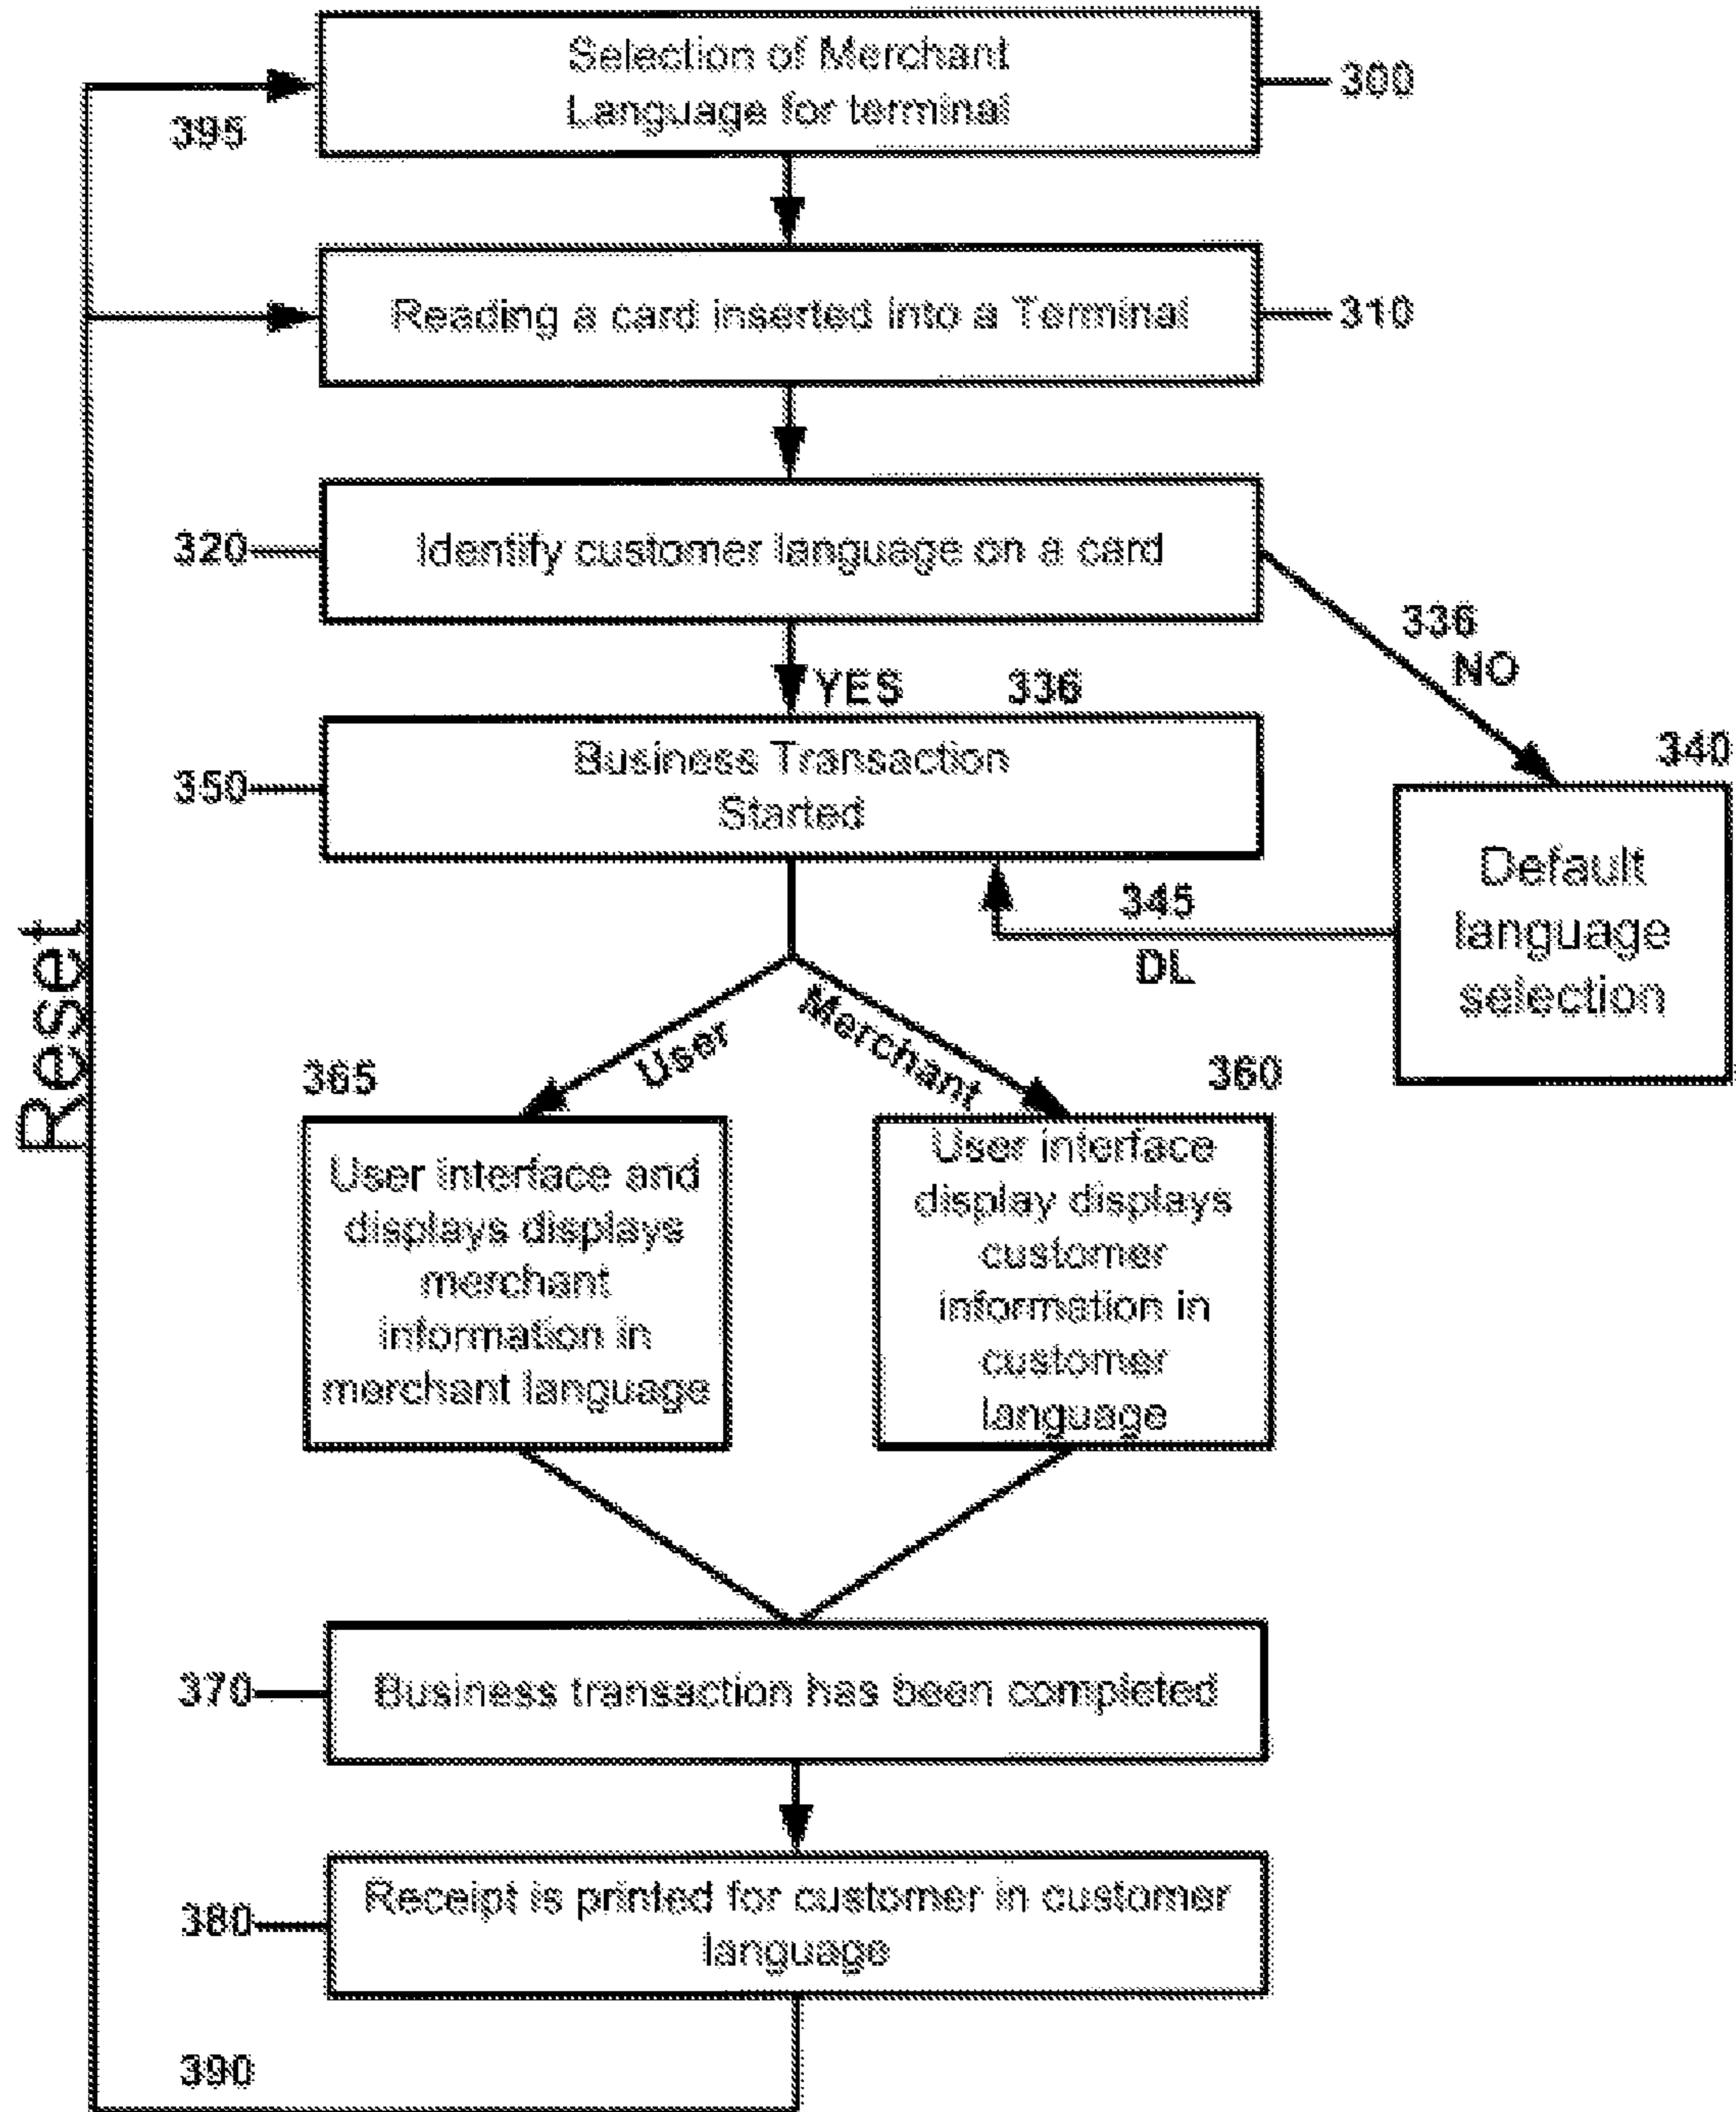 Selection of Merchant
Language for terminal
300
395
Reading a card inserted into a Terminal
310
320
Identify customer language on a card
336
NO
YES
336
340
350
Business Transaction
Started
Default
language
selection
345
DL
Reset
User
Merchant
365
360
User interface and
displays displays
merchant
information in
merchant language
User interface
display displays
customer
information in
customer
language
370
Business transaction has been completed
380
Receipt is printed for customer in customer
language
390